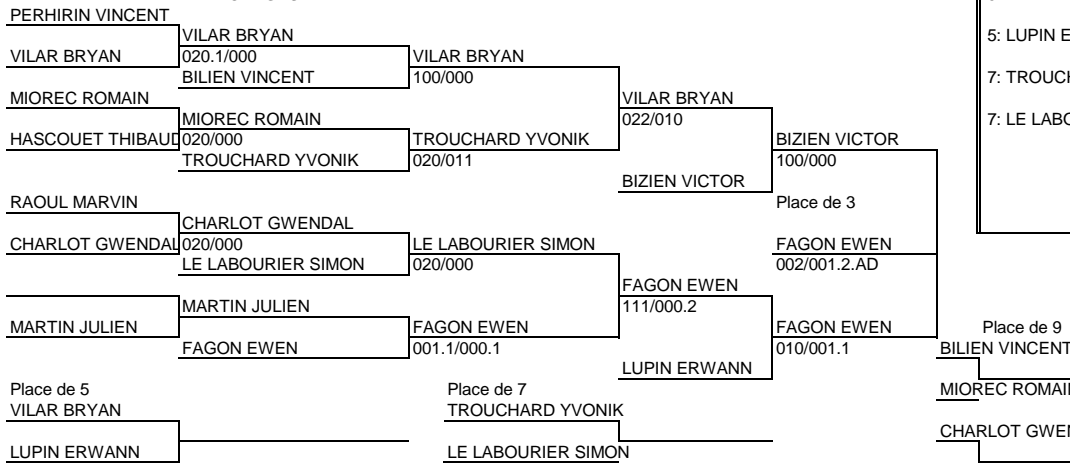 PERHIRIN VINCENT
VILAR BRYAN
5: LUPIN E
VILAR BRYAN
020.1/000
VILAR BRYAN
BILIEN VINCENT
100/000
7: TROUCH
MIOREC ROMAIN
VILAR BRYAN
MIOREC ROMAIN
022/010
7: LE LABO
HASCOUET THIBAUD
020/000
TROUCHARD YVONIK
BIZIEN VICTOR
TROUCHARD YVONIK
020/011
100/000
BIZIEN VICTOR
RAOUL MARVIN
Place de 3
CHARLOT GWENDAL
CHARLOT GWENDAL
020/000
LE LABOURIER SIMON
FAGON EWEN
LE LABOURIER SIMON
020/000
002/001.2.AD
FAGON EWEN
MARTIN JULIEN
111/000.2
MARTIN JULIEN
FAGON EWEN
FAGON EWEN
Place de 9
FAGON EWEN
001.1/000.1
010/001.1
BILIEN VINCENT
LUPIN ERWANN
Place de 5
Place de 7
MIOREC ROMAIN
VILAR BRYAN
TROUCHARD YVONIK
CHARLOT GWEN
LUPIN ERWANN
LE LABOURIER SIMON